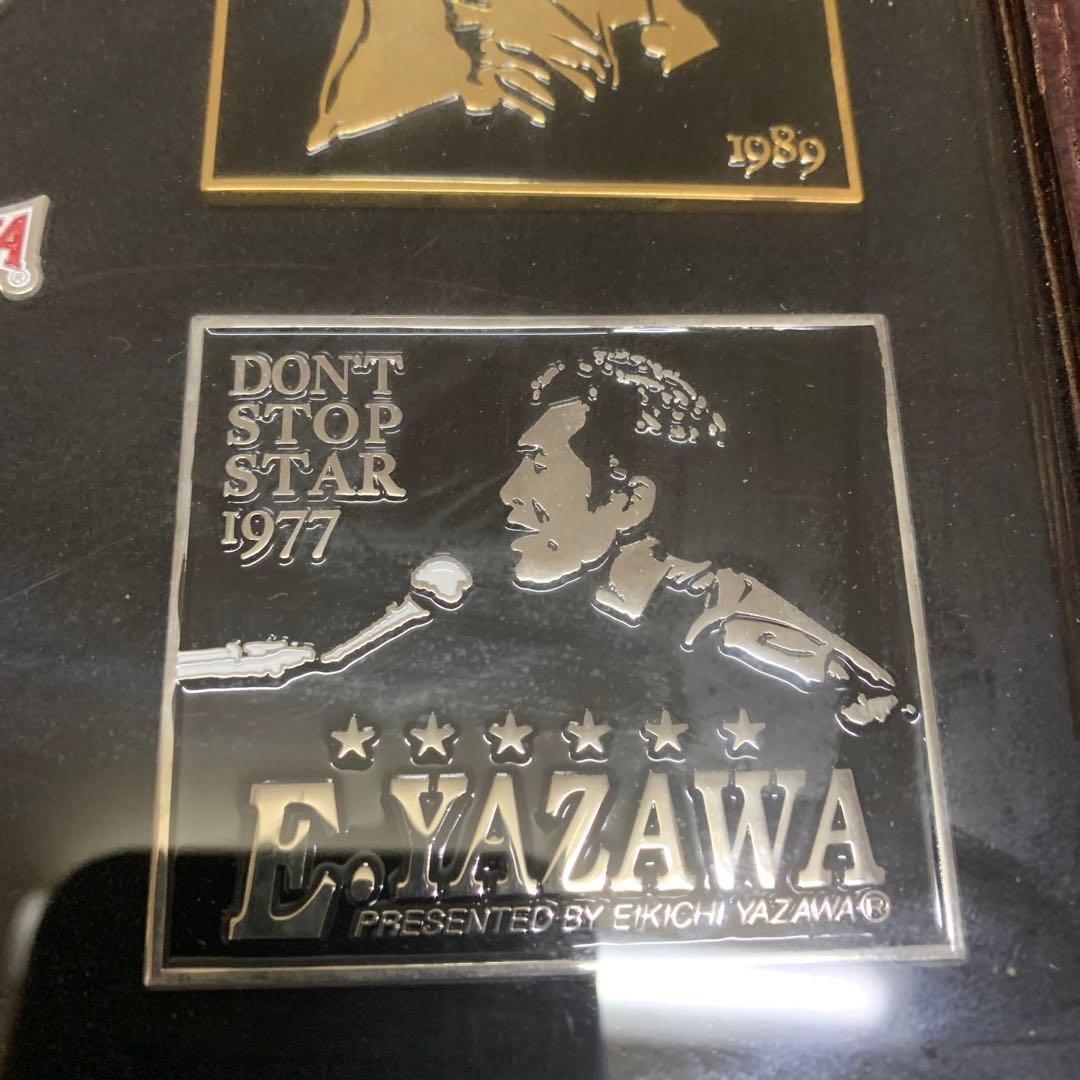 1989
A®
DON'T
STOP
STAR
1977
E.YAZAWA
PRESENTED BY EIKICHI YAZAWA®